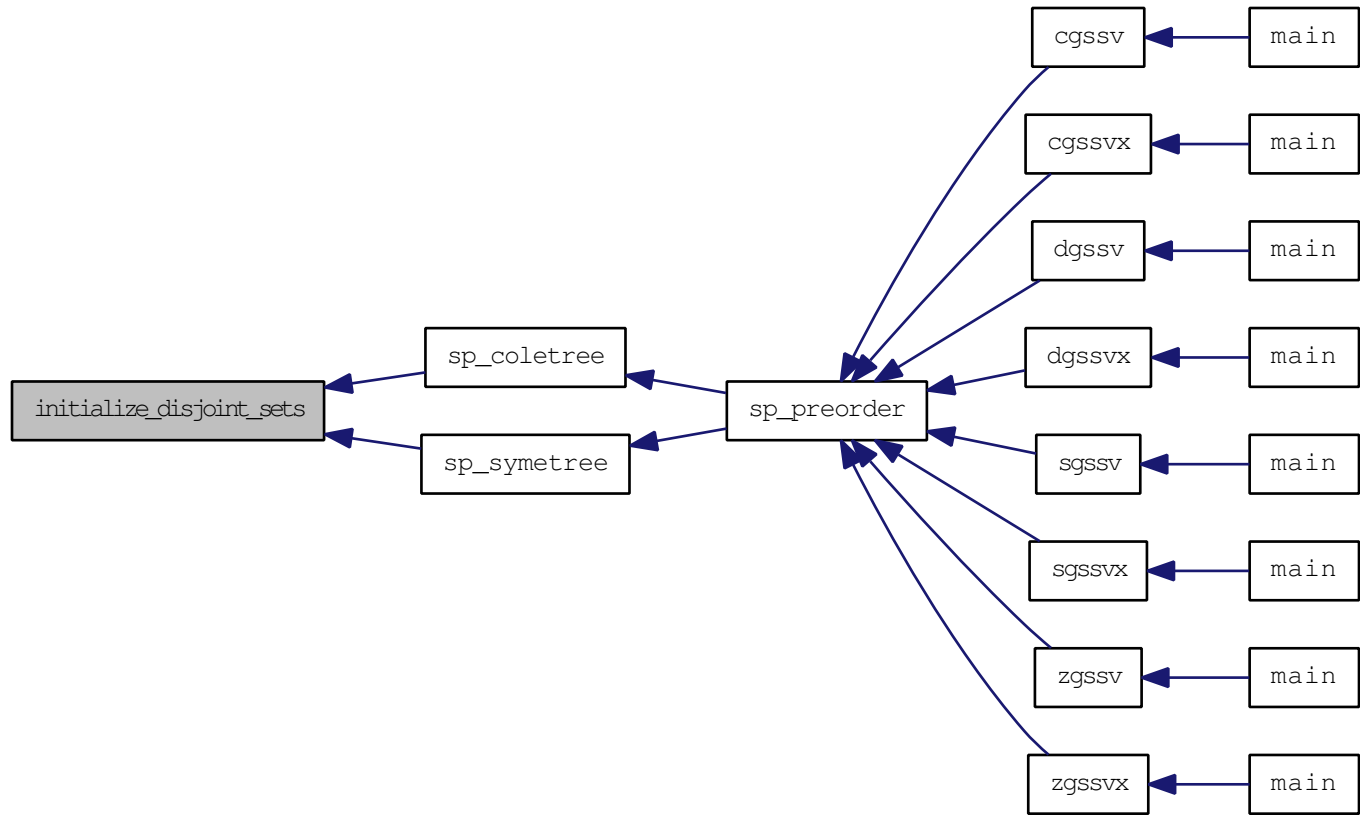 cgssv
main
cgssvx
main
dgssv
main
sp_coletree
dgssvx
main
initialize_disjoint_sets
sp_preorder
sp_symetree
sgssv
main
sgssvx
main
zgssv
main
zgssvx
main